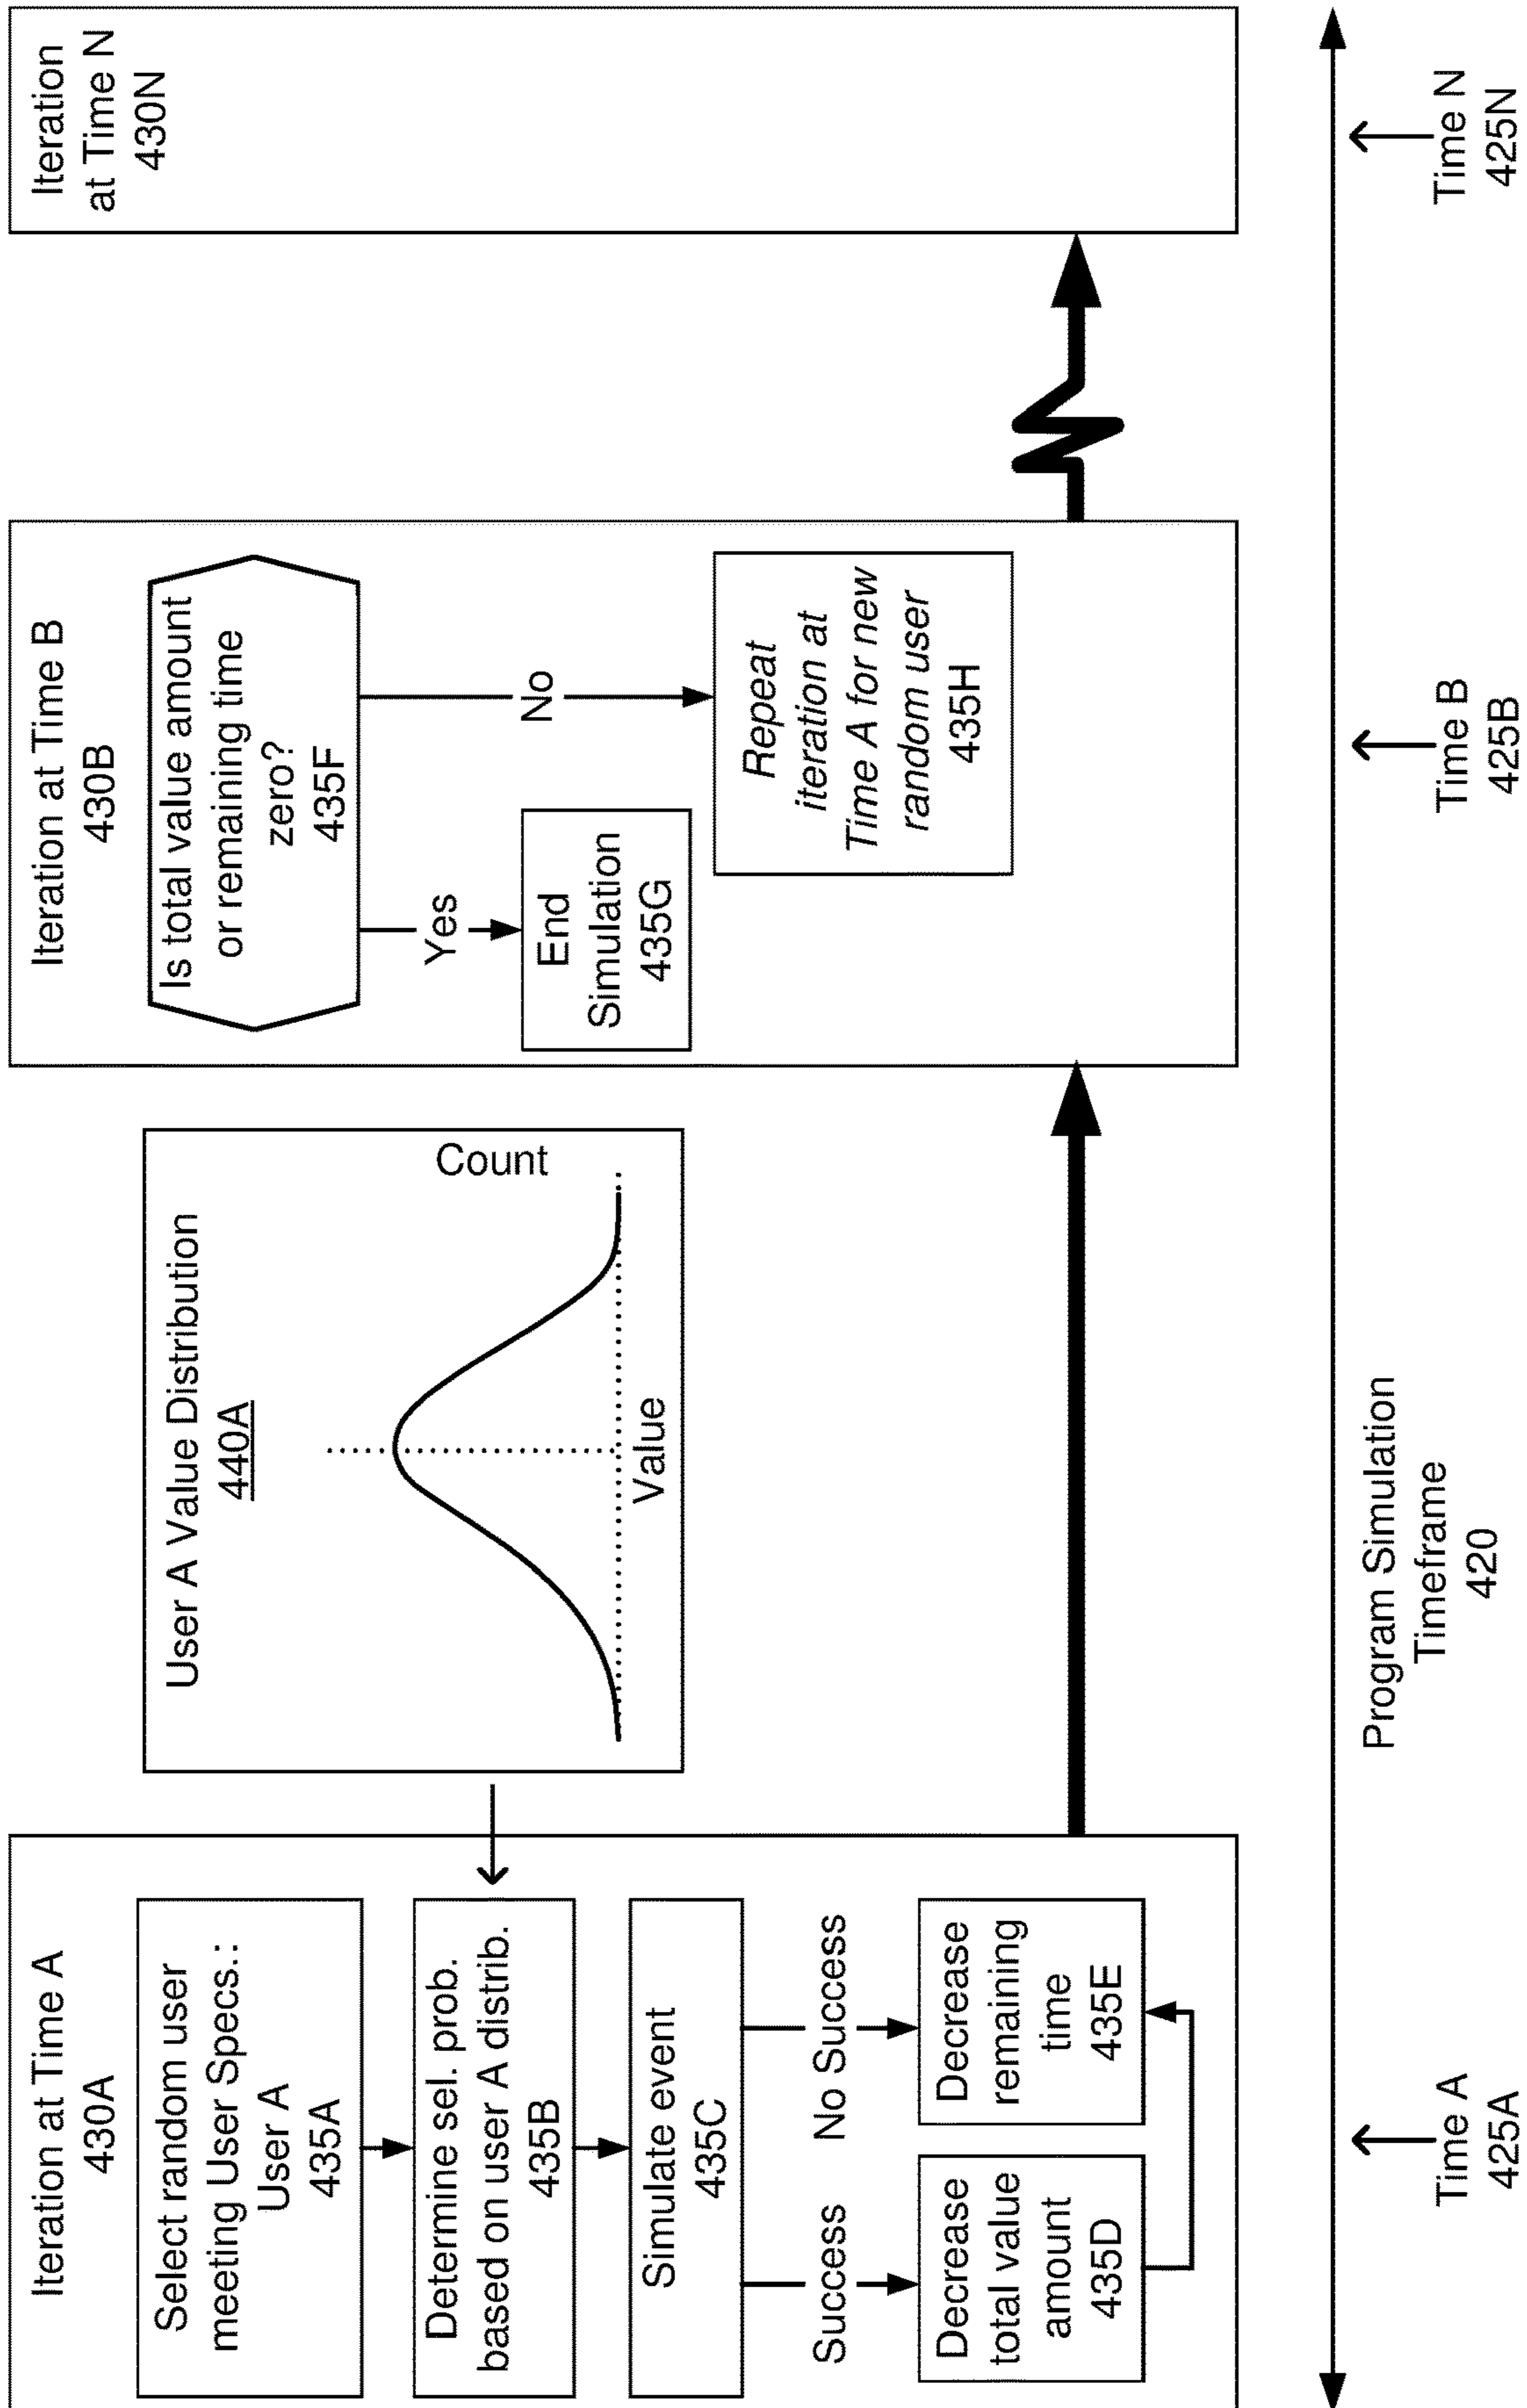 Iteration at Time A
430A
Select random user
meeting User Specs.:
User A
435A
Determine sel. prob.
based on user A distrib.
435B
Simulate event
435C
Success
No Success
Decrease
total value
amount
435D
Decrease
remaining
time
435E
User A Value Distribution
440A
Count
Value
Iteration at Time B
430B
Is total value amount
or remaining time
zero?
435F
Yes
No
End
Simulation
435G
Repeat
iteration at
Time A for new
random user
435H
Iteration
at Time N
430N
Program Simulation
Timeframe
420
Time A
425A
Time B
425B
Time N
425N